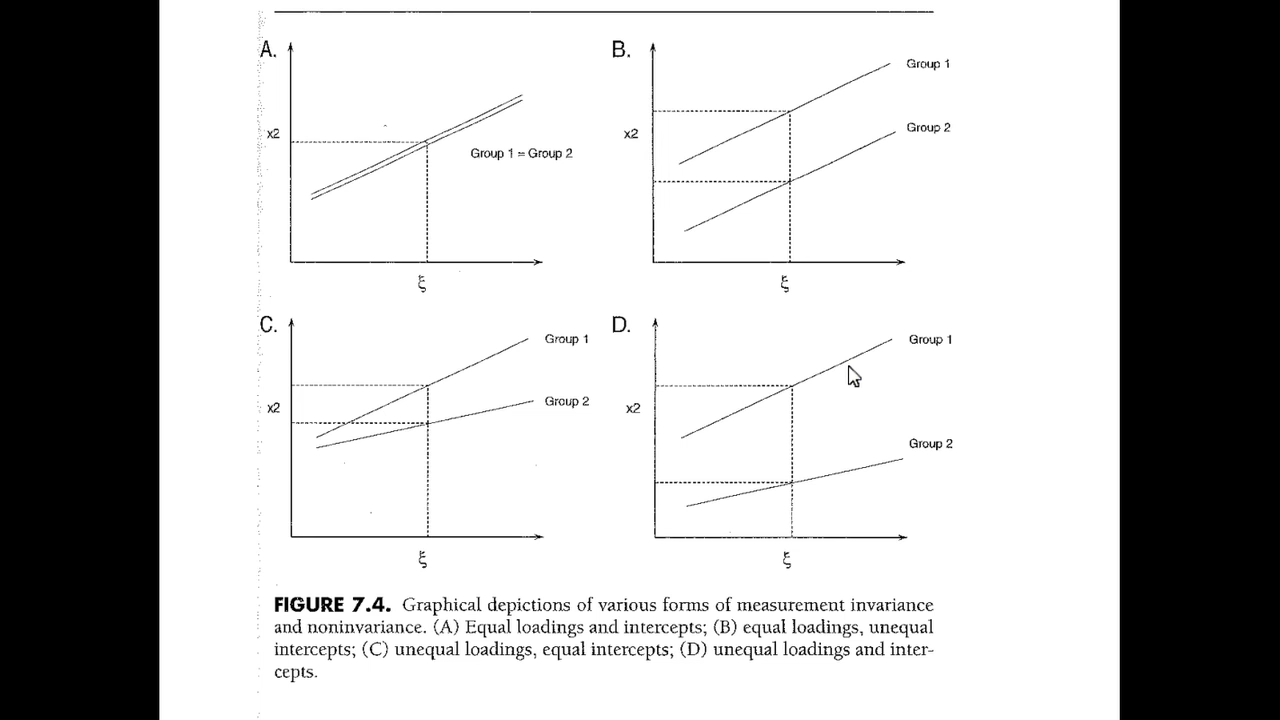 A.
x2
Group 1 = Group 2
ξ
B.
x2
Group 1
Group 2
ξ
C.
x2
Group 1
Group 2
ξ
D.
x2
Group 1
Group 2
ξ
FIGURE 7.4. Graphical depictions of various forms of measurement invariance
and noninvariance. (A) Equal loadings and intercepts; (B) equal loadings, unequal
intercepts; (C) unequal loadings, equal intercepts; (D) unequal loadings and inter-
cepts.